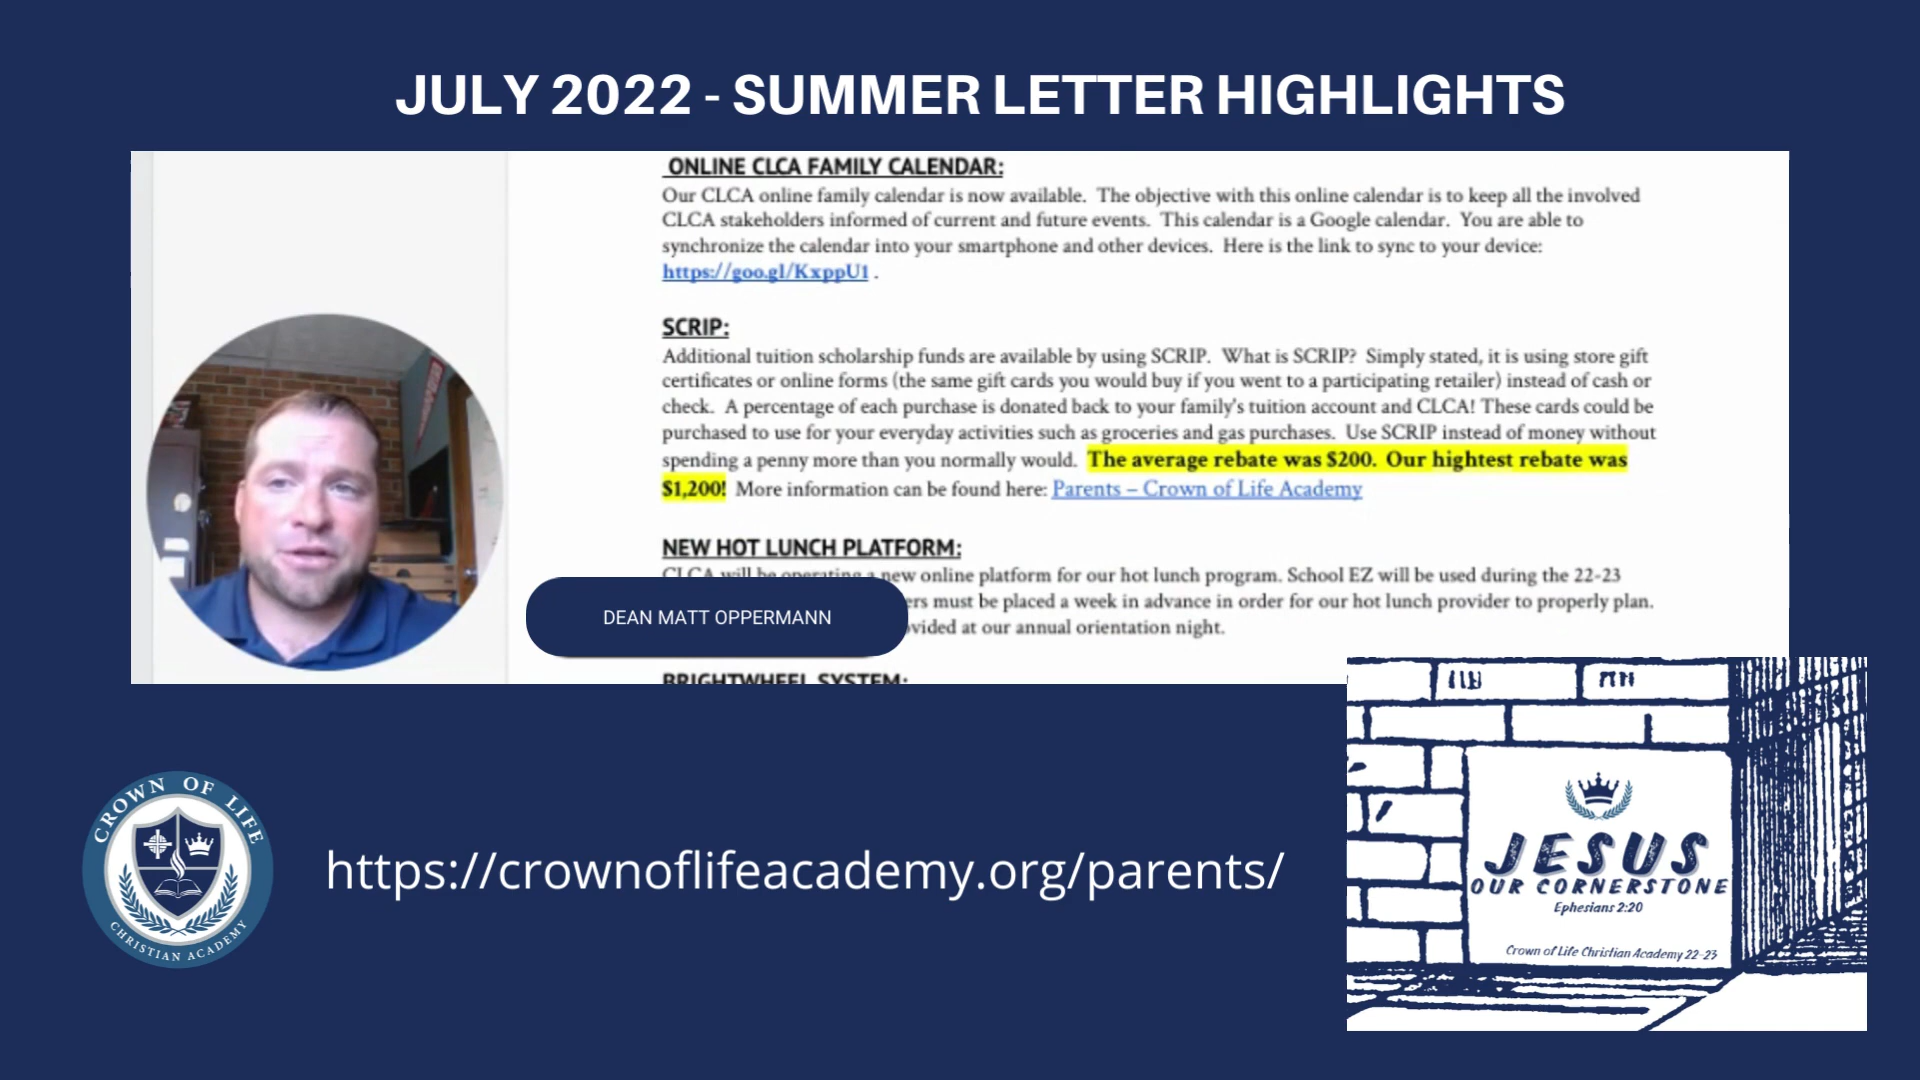 JULY 2022 - SUMMER LETTER HIGHLIGHTS
ONLINE CLCA FAMILY CALENDAR:
Our CLCA online family calendar is now available. The objective with this online calendar is to keep all the involved
CLCA stakeholders informed of current and future events. This calendar is a Google calendar. You are able to
synchronize the calendar into your smartphone and other devices. Here is the link to sync to your device:
https://goo.gl/KxppU1 .
SCRIP:
Additional tuition scholarship funds are available by using SCRIP. What is SCRIP? Simply stated, it is using store gift
certificates or online forms (the same gift cards you would buy if you went to a participating retailer) instead of cash or
check. A percentage of each purchase is donated back to your family's tuition account and CLCA! These cards could be
purchased to use for your everyday activities such as groceries and gas purchases. Use SCRIP instead of money without
spending a penny more than you normally would. The average rebate was $200. Our hightest rebate was
$1,200! More information can be found here: Parents – Crown of Life Academy
NEW HOT LUNCH PLATFORM:
CLCA will be operating a new online platform for our hot lunch program. School EZ will be used during the 22-23
must be placed a week in advance in order for our hot lunch provider to properly plan.
at our annual orientation night.
BRIGHTWHEEL SYSTEM:
DEAN MATT OPPERMANN
CROWN OF LIFE
CHRISTIAN ACADEMY
https://crownoflifeacademy.org/parents/
JESUS
OUR CORNERSTONE
Ephesians 2:20
Crown of Life Christian Academy 22-23